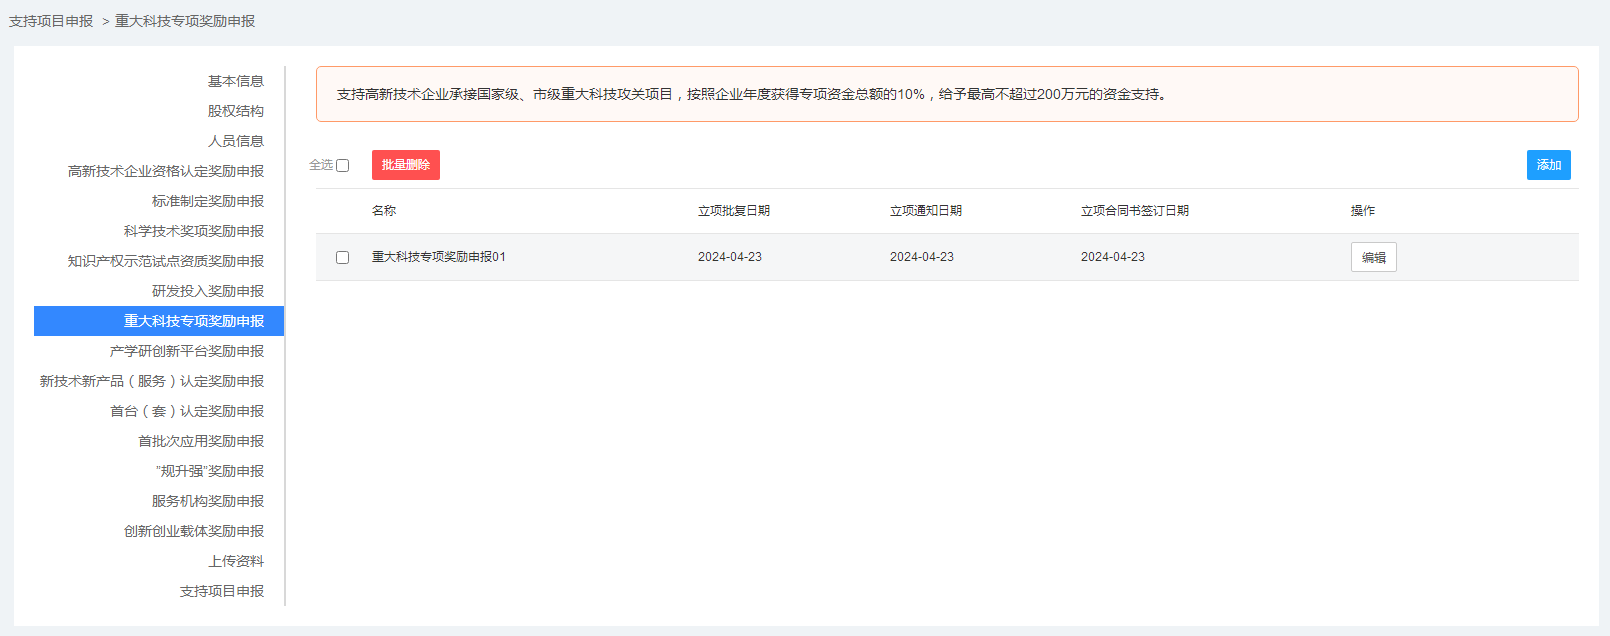 支持项目申报 > 重大科技专项奖励申报
基本信息
股权结构
人员信息
高新技术企业资格认定奖励申报
标准制定奖励申报
科学技术奖项奖励申报
知识产权示范试点资质奖励申报
研发投入奖励申报
重大科技专项奖励申报
产学研创新平台奖励申报
新技术新产品（服务）认定奖励申报
首台（套）认定奖励申报
首批次应用奖励申报
"规升强"奖励申报
服务机构奖励申报
创新创业载体奖励申报
上传资料
支持项目申报
支持高新技术企业承接国家级、市级重大科技攻关项目，按照企业年度获得专项资金总额的10%，给予最高不超过200万元的资金支持。
全选 批量删除 添加
名称 立项批复日期 立项通知日期 立项合同书签订日期 操作
重大科技专项奖励申报01 2024-04-23 2024-04-23 2024-04-23 编辑